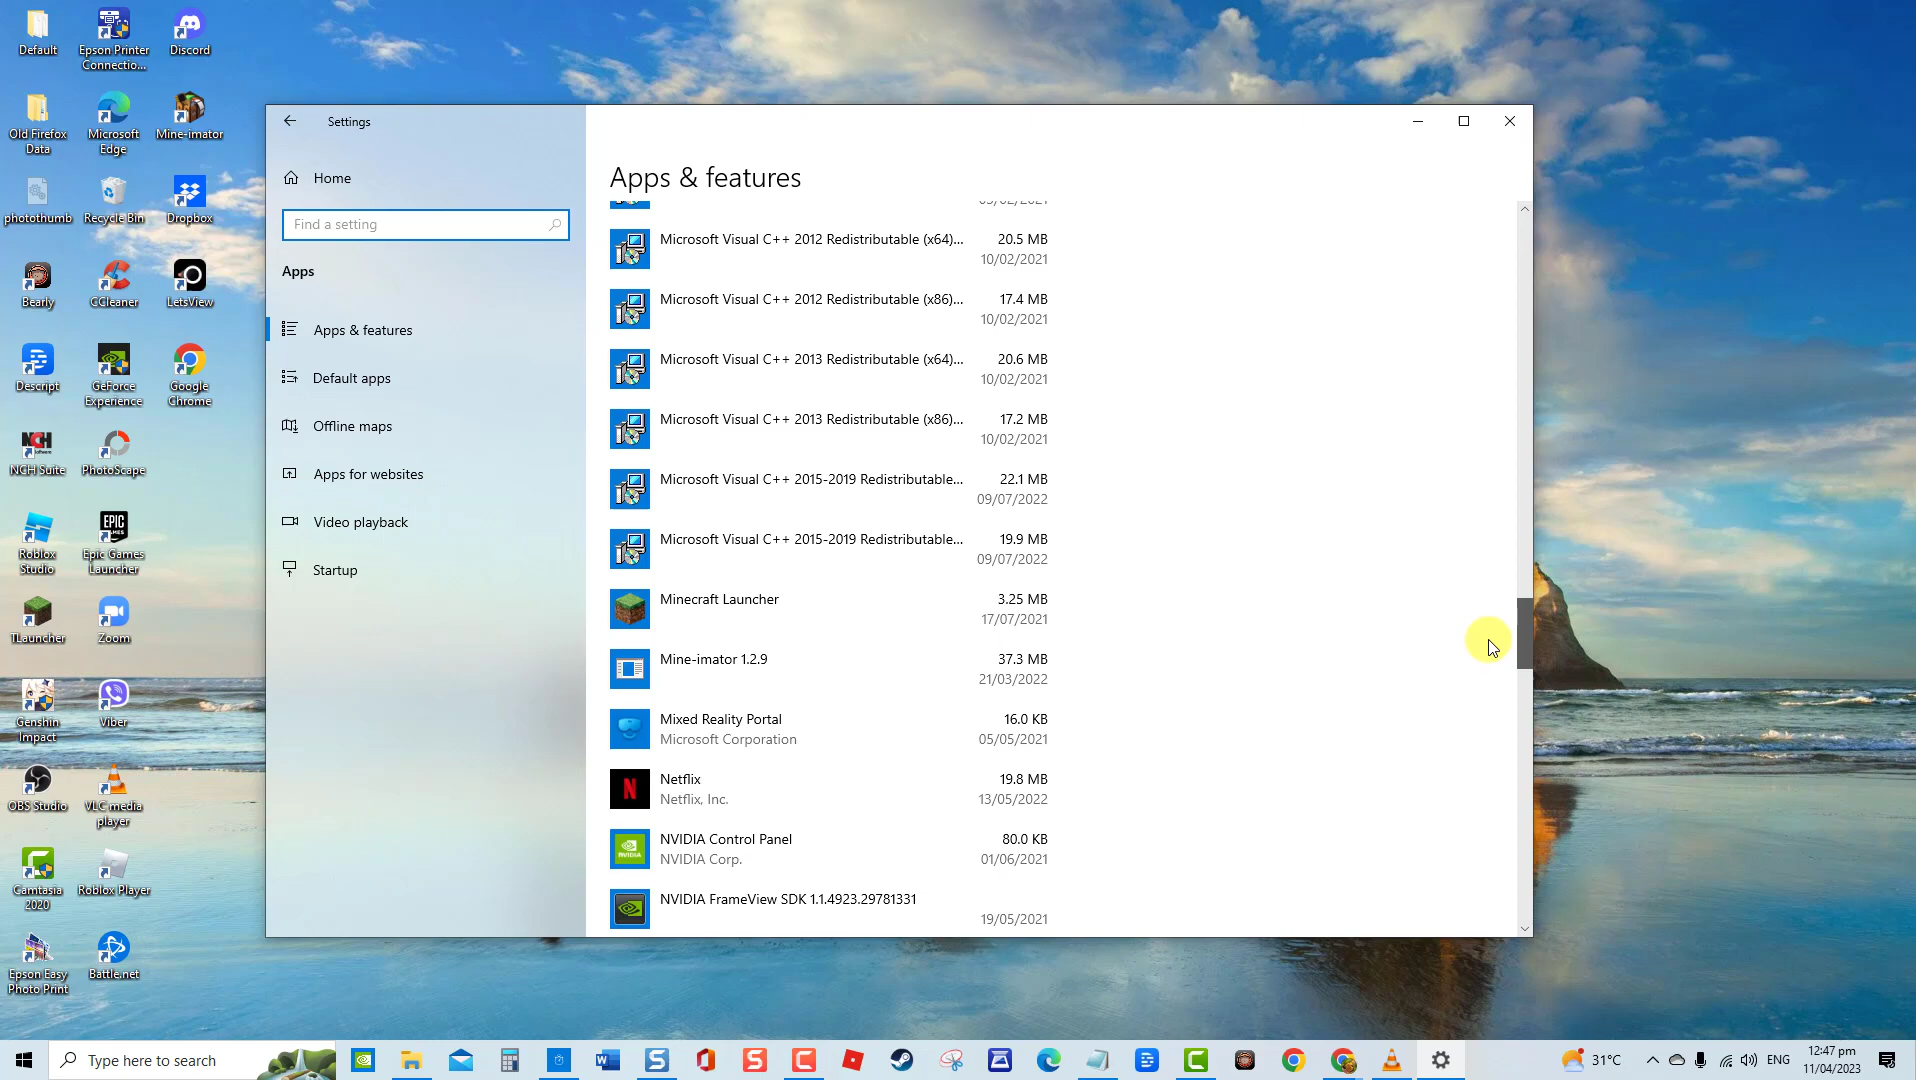 Default
Epson Printer
Connectio...
Discord
Old Firefox
Data
Microsoft
Edge
Mine-imator
photothumb
Recycle Bin
Dropbox
Bearly
CCleaner
LetsView
Descript
GeForce
Experience
Google
Chrome
NCH Suite
PhotoScape
Roblox
Studio
Epic Games
Launcher
TLauncher
Zoom
Genshin
Impact
Viber
OBS Studio
VLC media
player
Camtasia
2020
Roblox Player
Epson Easy
Photo Print
Battle.net
Settings
Home
Find a setting
Apps
Apps & features
Default apps
Offline maps
Apps for websites
Video playback
Startup
Apps & features
Microsoft Visual C++ 2012 Redistributable (x64)... 20.5 MB
10/02/2021
Microsoft Visual C++ 2012 Redistributable (x86)... 17.4 MB
10/02/2021
Microsoft Visual C++ 2013 Redistributable (x64)... 20.6 MB
10/02/2021
Microsoft Visual C++ 2013 Redistributable (x86)... 17.2 MB
10/02/2021
Microsoft Visual C++ 2015-2019 Redistributable... 22.1 MB
09/07/2022
Microsoft Visual C++ 2015-2019 Redistributable... 19.9 MB
09/07/2022
Minecraft Launcher 3.25 MB
17/07/2021
Mine-imator 1.2.9 37.3 MB
21/03/2022
Mixed Reality Portal 16.0 KB
Microsoft Corporation 05/05/2021
Netflix 19.8 MB
Netflix, Inc. 13/05/2022
NVIDIA Control Panel 80.0 KB
NVIDIA Corp. 01/06/2021
NVIDIA FrameView SDK 1.1.4923.29781331
19/05/2021
Type here to search
31°C
ENG
12:47 pm
11/04/2023